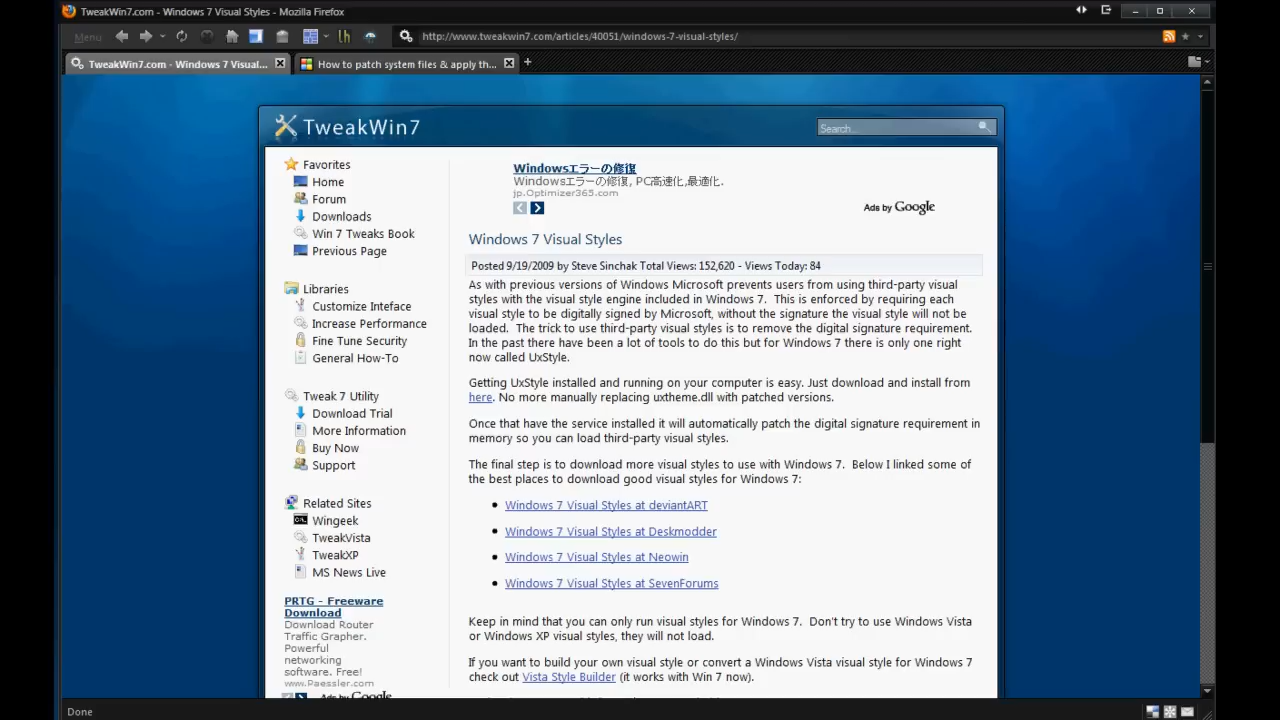 TweakWin7.com - Windows 7 Visual Styles - Mozilla Firefox
Menu
http://www.tweakwin7.com/articles/40051/windows-7-visual-styles/
TweakWin7.com - Windows 7 Visual...
How to patch system files & apply th...
TweakWin7
Search...
Favorites
Home
Forum
Downloads
Win 7 Tweaks Book
Previous Page
Libraries
Customize Inteface
Increase Performance
Fine Tune Security
General How-To
Tweak 7 Utility
Download Trial
More Information
Buy Now
Support
Related Sites
Wingeek
TweakVista
TweakXP
MS News Live
PRTG - Freeware
Download
Download Router
Traffic Grapher.
Powerful
networking
software. Free!
www.Paessler.com
Ads by Google
Windowsエラーの修復
Windowsエラーの修復, PC高速化,最適化.
jp.Optimizer365.com
Ads by Google
Windows 7 Visual Styles
Posted 9/19/2009 by Steve Sinchak Total Views: 152,620 - Views Today: 84
As with previous versions of Windows Microsoft prevents users from using third-party visual
styles with the visual style engine included in Windows 7. This is enforced by requiring each
visual style to be digitally signed by Microsoft, without the signature the visual style will not be
loaded. The trick to use third-party visual styles is to remove the digital signature requirement.
In the past there have been a lot of tools to do this but for Windows 7 there is only one right
now called UxStyle.
Getting UxStyle installed and running on your computer is easy. Just download and install from
here. No more manually replacing uxtheme.dll with patched versions.
Once that have the service installed it will automatically patch the digital signature requirement in
memory so you can load third-party visual styles.
The final step is to download more visual styles to use with Windows 7. Below I linked some of
the best places to download good visual styles for Windows 7:
Windows 7 Visual Styles at deviantART
Windows 7 Visual Styles at Deskmodder
Windows 7 Visual Styles at Neowin
Windows 7 Visual Styles at SevenForums
Keep in mind that you can only run visual styles for Windows 7. Don't try to use Windows Vista
or Windows XP visual styles, they will not load.
If you want to build your own visual style or convert a Windows Vista visual style for Windows 7
check out Vista Style Builder (it works with Win 7 now).
Done